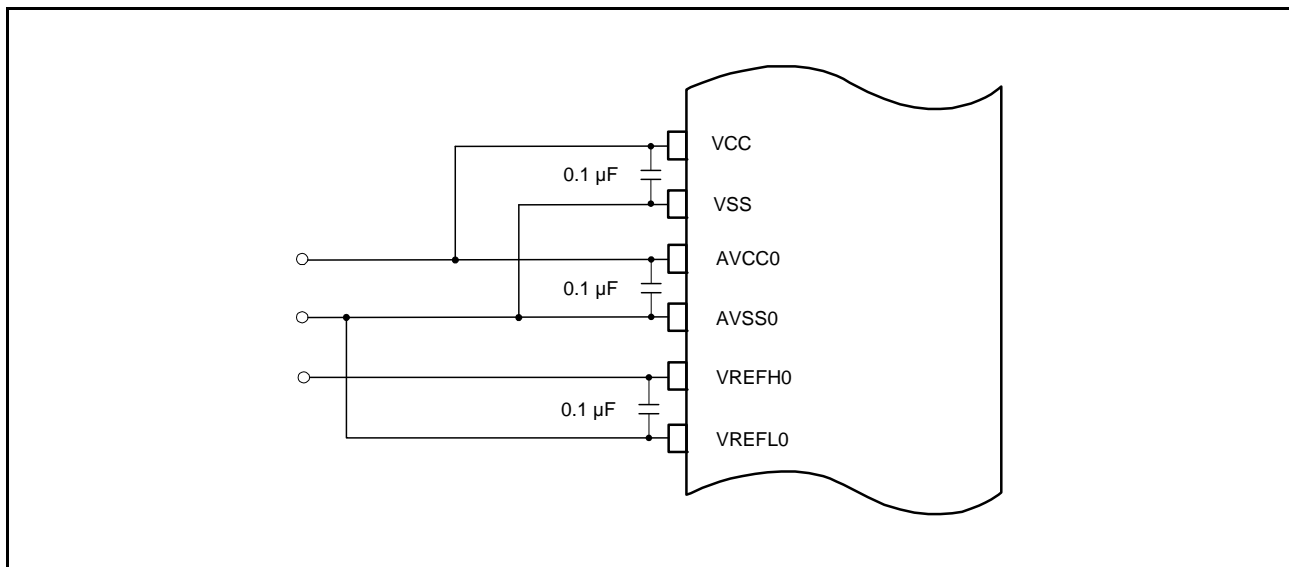 VCC
0.1 µF
VSS
AVCC0
0.1 µF
AVSS0
VREFH0
0.1 µF
VREFL0